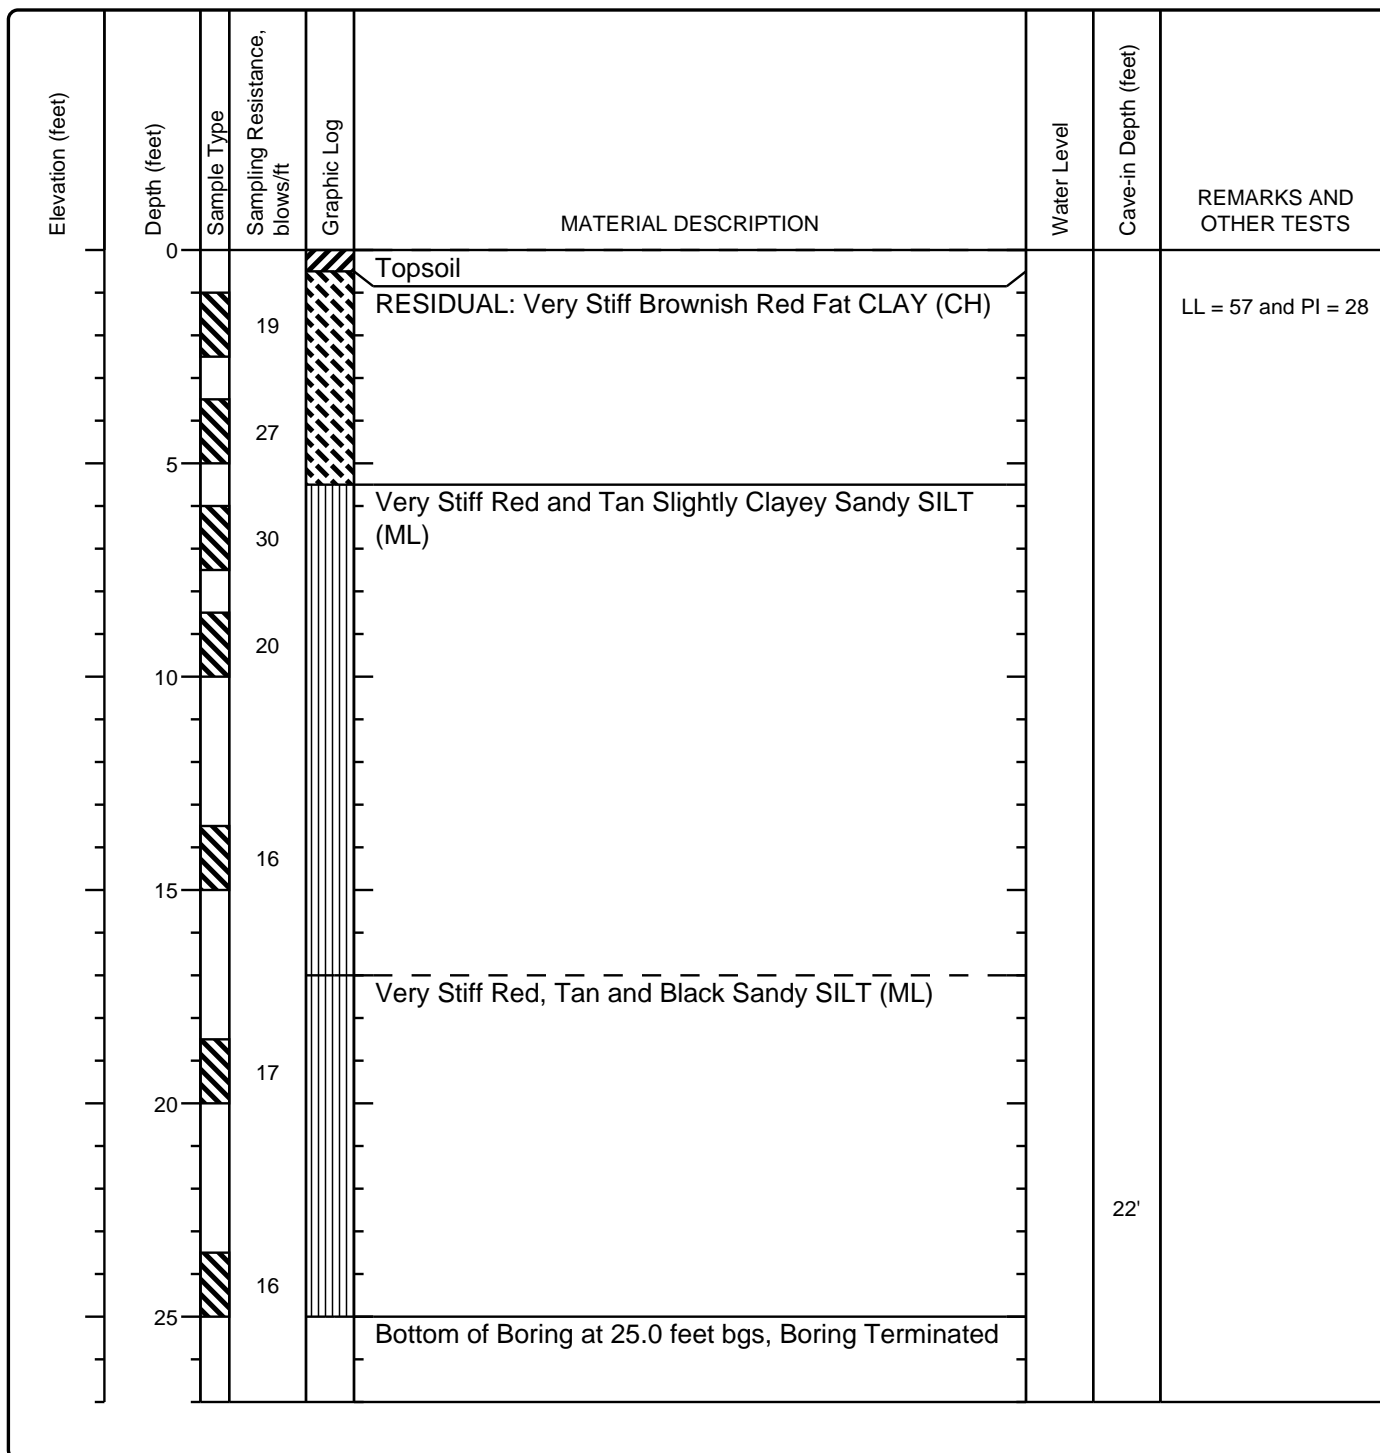 Elevation (feet)
Depth (feet)
Sample Type
Sampling Resistance,
blows/ft
Graphic Log
MATERIAL DESCRIPTION
Water Level
Cave-in Depth (feet)
REMARKS AND
OTHER TESTS
0
Topsoil
RESIDUAL: Very Stiff Brownish Red Fat CLAY (CH)
LL = 57 and PI = 28
19
27
5
Very Stiff Red and Tan Slightly Clayey Sandy SILT
(ML)
30
20
10
16
15
Very Stiff Red, Tan and Black Sandy SILT (ML)
17
20
22'
16
25
Bottom of Boring at 25.0 feet bgs, Boring Terminated